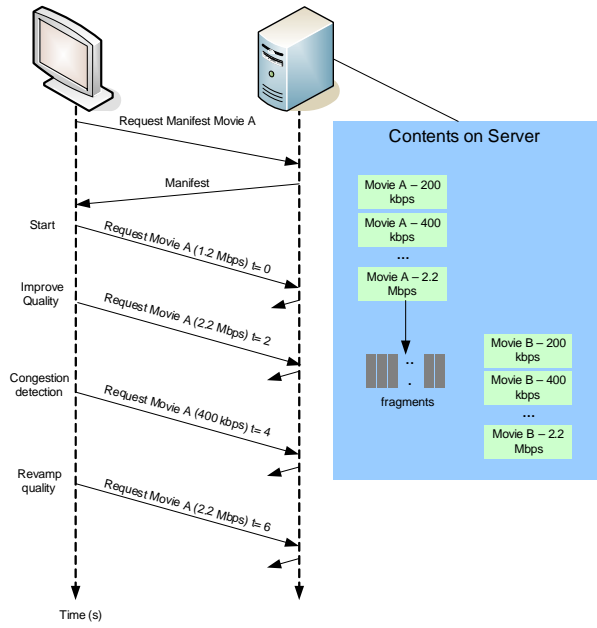 Request Manifest Movie A
Manifest
Start
Request Movie A (1.2 Mbps) t= 0
Improve
Quality
Request Movie A (2.2 Mbps) t= 2
Congestion
detection
Request Movie A (400 kbps) t= 4
Revamp
quality
Request Movie A (2.2 Mbps) t= 6
Time (s)
Contents on Server
Movie A – 200
kbps
Movie A – 400
kbps
...
Movie A – 2.2
Mbps
..
.
fragments
Movie B – 200
kbps
Movie B – 400
kbps
...
Movie B – 2.2
Mbps